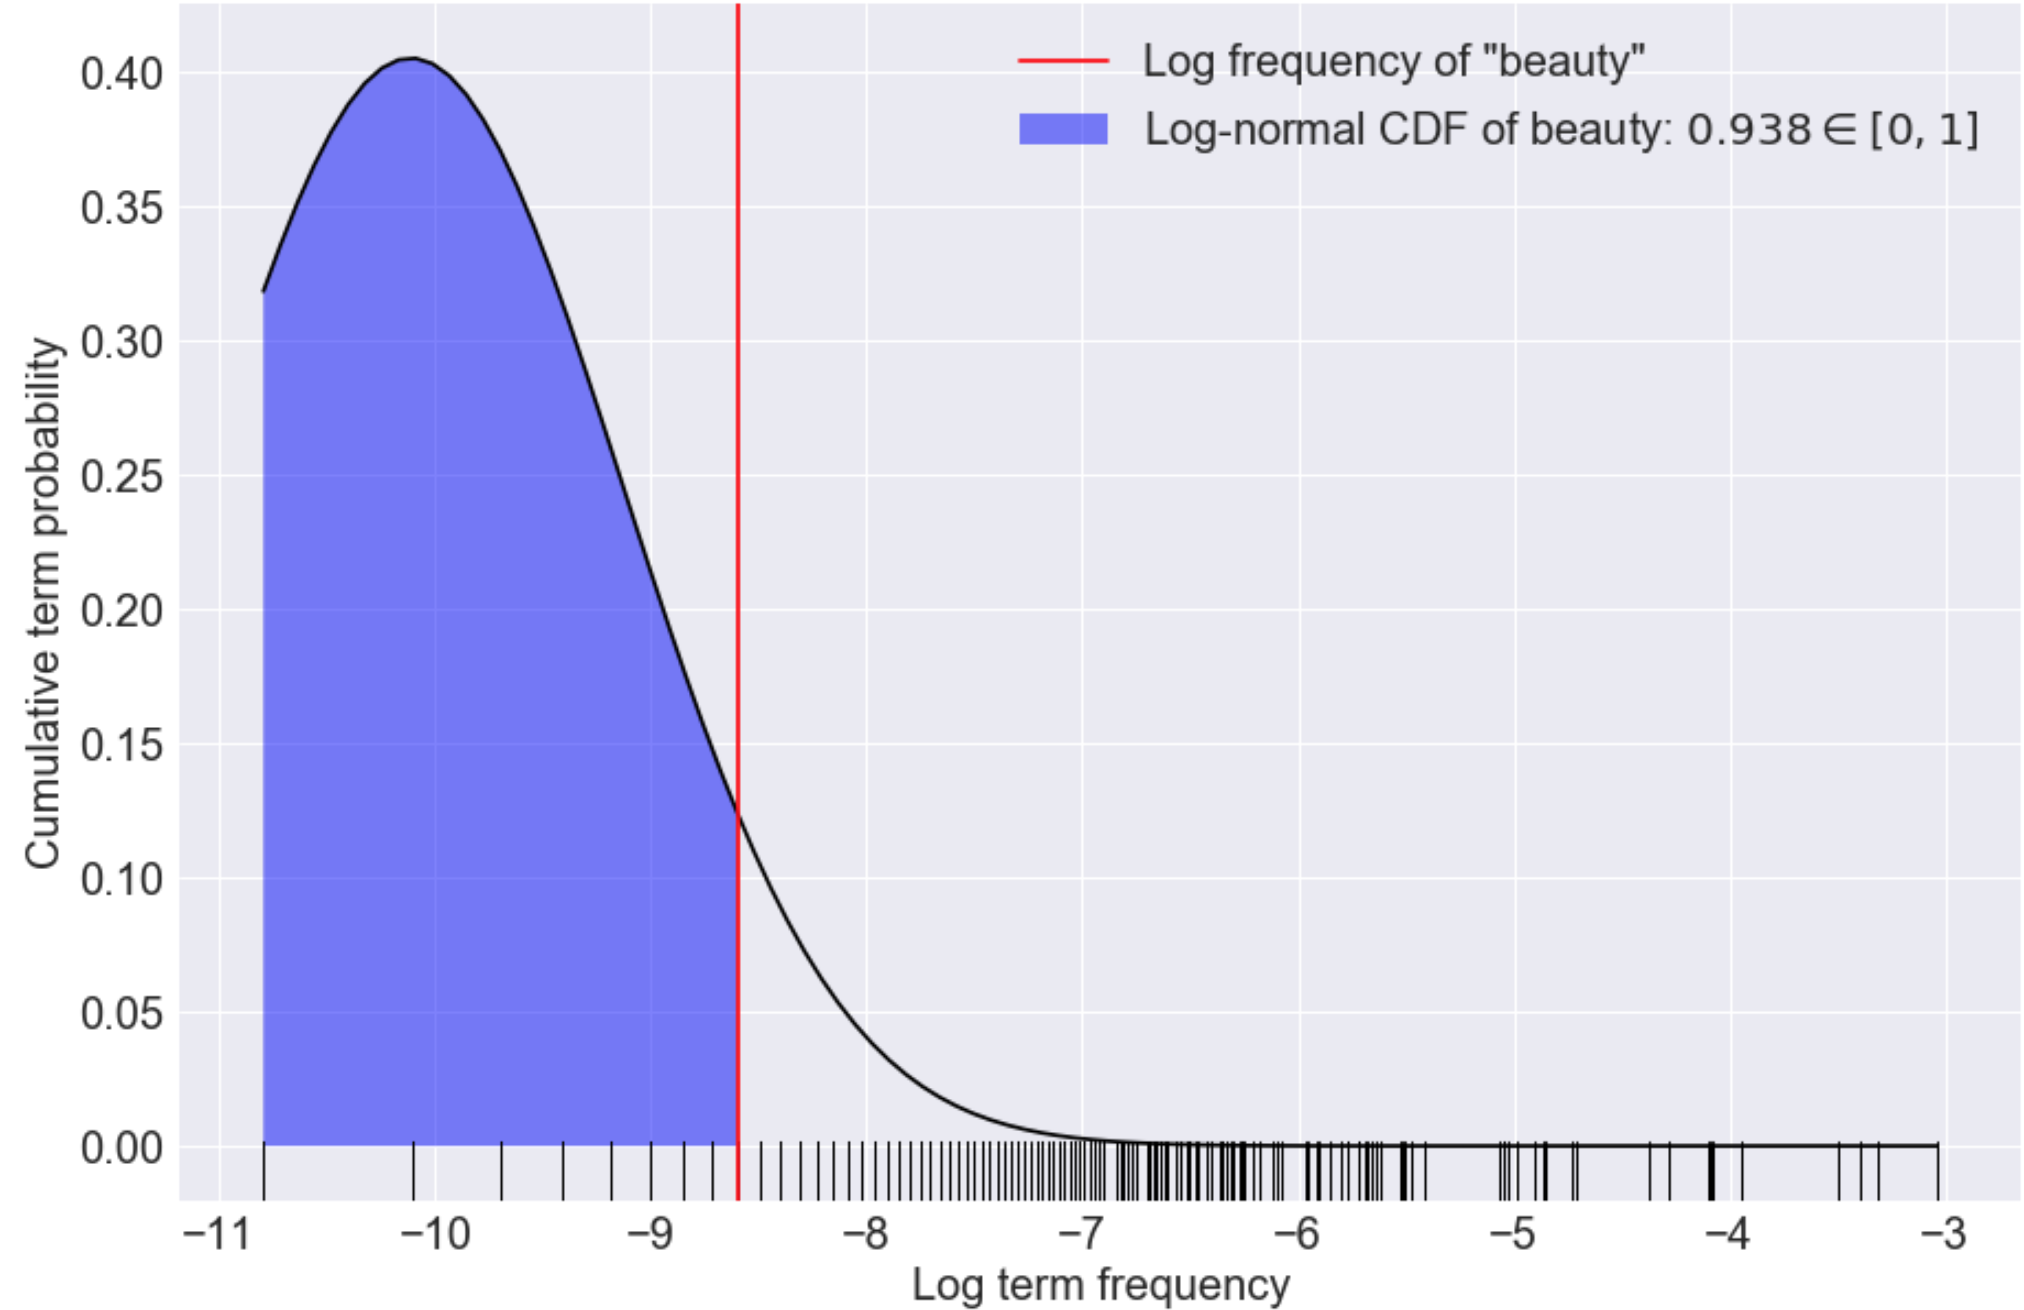 Log frequency of "beauty"
Log-normal CDF of beauty: 0.938 ∈ [0, 1]
Cumulative term probability
0.40
0.35
0.30
0.25
0.20
0.15
0.10
0.05
0.00
−11 −10 −9 −8 −7 −6 −5 −4 −3
Log term frequency